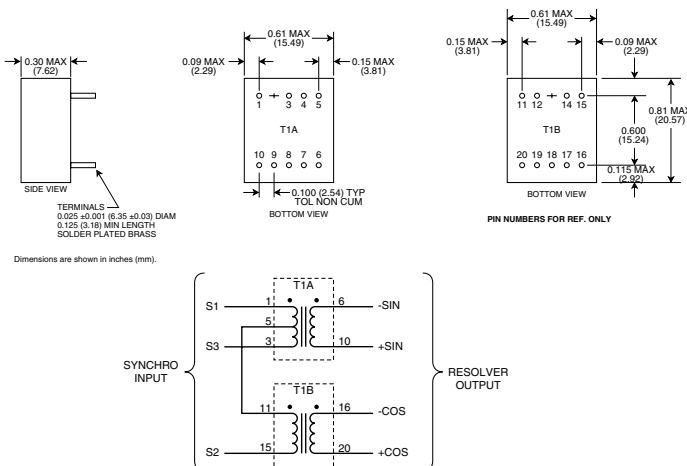 0.30 MAX
(7.62)
SIDE VIEW
TERMINALS
0.025 ±0.001 (6.35 ±0.03) DIAM
0.125 (3.18) MIN LENGTH
SOLDER PLATED BRASS
0.61 MAX
(15.49)
0.09 MAX
(2.29)
0.15 MAX
(3.81)
1 3 4 5
T1A
10 9 8 7 6
0.100 (2.54) TYP
TOL NON CUM
BOTTOM VIEW
0.61 MAX
(15.49)
0.15 MAX
(3.81)
0.09 MAX
(2.29)
11 12 14 15
T1B
20 19 18 17 16
0.81 MAX
(20.57)
0.600
(15.24)
0.115 MAX
(2.92)
BOTTOM VIEW
PIN NUMBERS FOR REF. ONLY
Dimensions are shown in inches (mm).
SYNCHRO
INPUT
T1A
S1 1 6 -SIN
5
S3 3 10 +SIN
T1B
11 16 -COS
S2 15 20 +COS
RESOLVER
OUTPUT